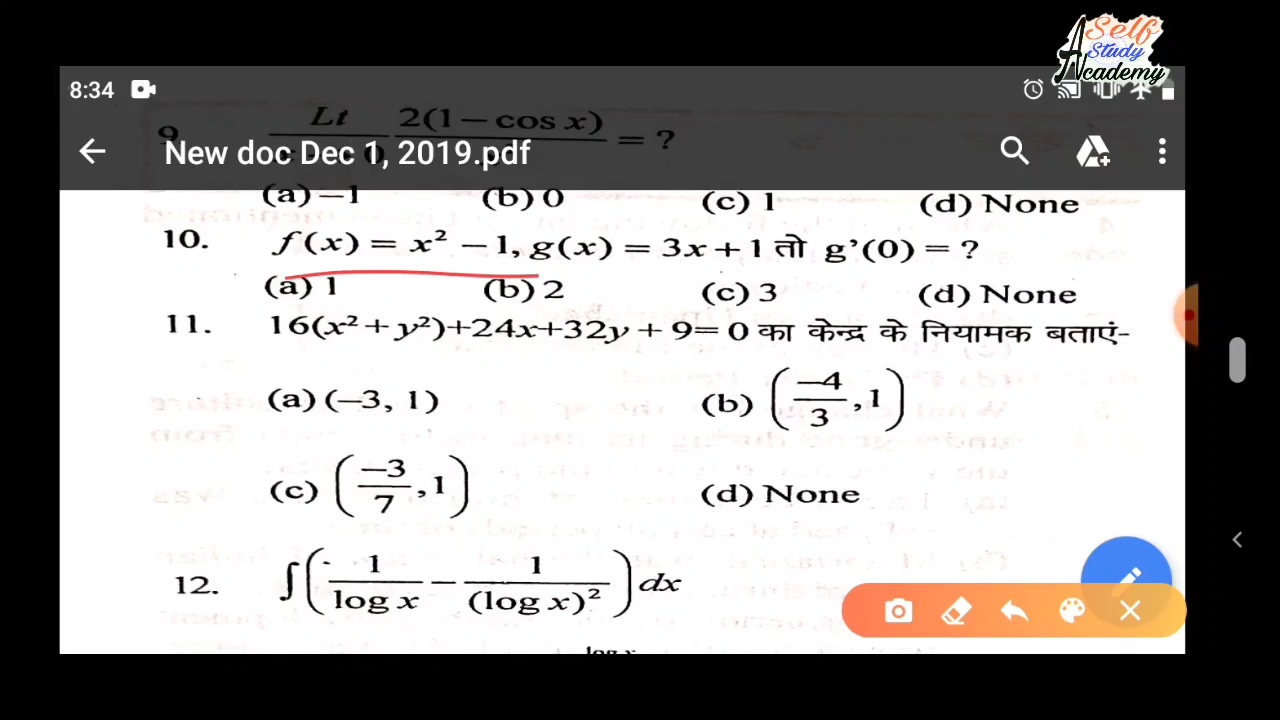 Self
Study
Academy
8:34
9. Lt 2(1 − cos x) = ?
New doc Dec 1, 2019.pdf
(a) −1 (b) 0 (c) 1 (d) None
10. f(x) = x² − 1, g(x) = 3x + 1 तो g’(0) = ?
(a) 1 (b) 2 (c) 3 (d) None
11. 16(x² + y²)+24x+32y + 9= 0 का केन्द्र के नियामक बताएं-
(a) (−3, 1) (b) (−4/3, 1)
(c) (−3/7, 1) (d) None
12. ∫(1/log x − 1/(log x)²) dx
log x